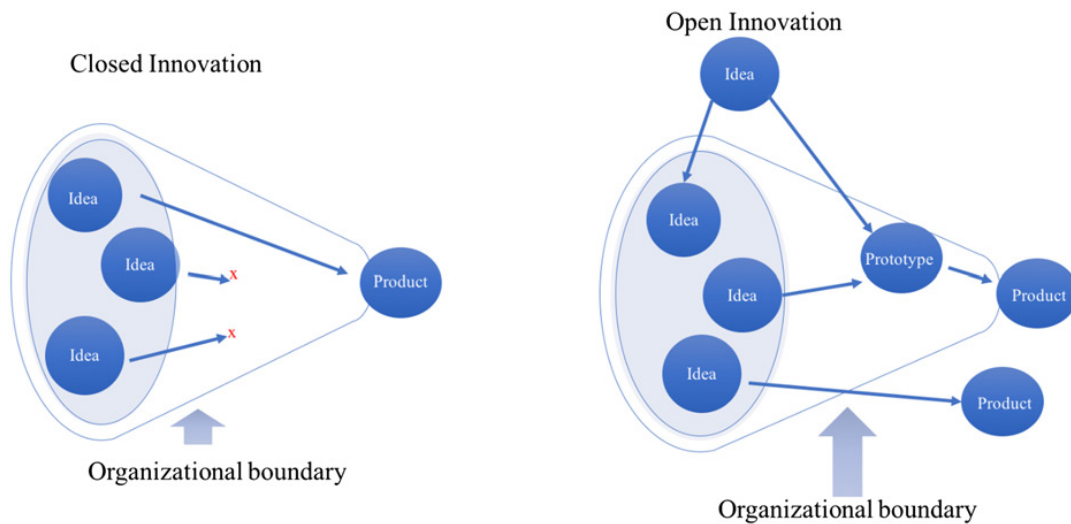 Closed Innovation
Idea
Idea
x
Idea
x
Product
Organizational boundary
Open Innovation
Idea
Idea
Prototype
Idea
Product
Idea
Product
Organizational boundary